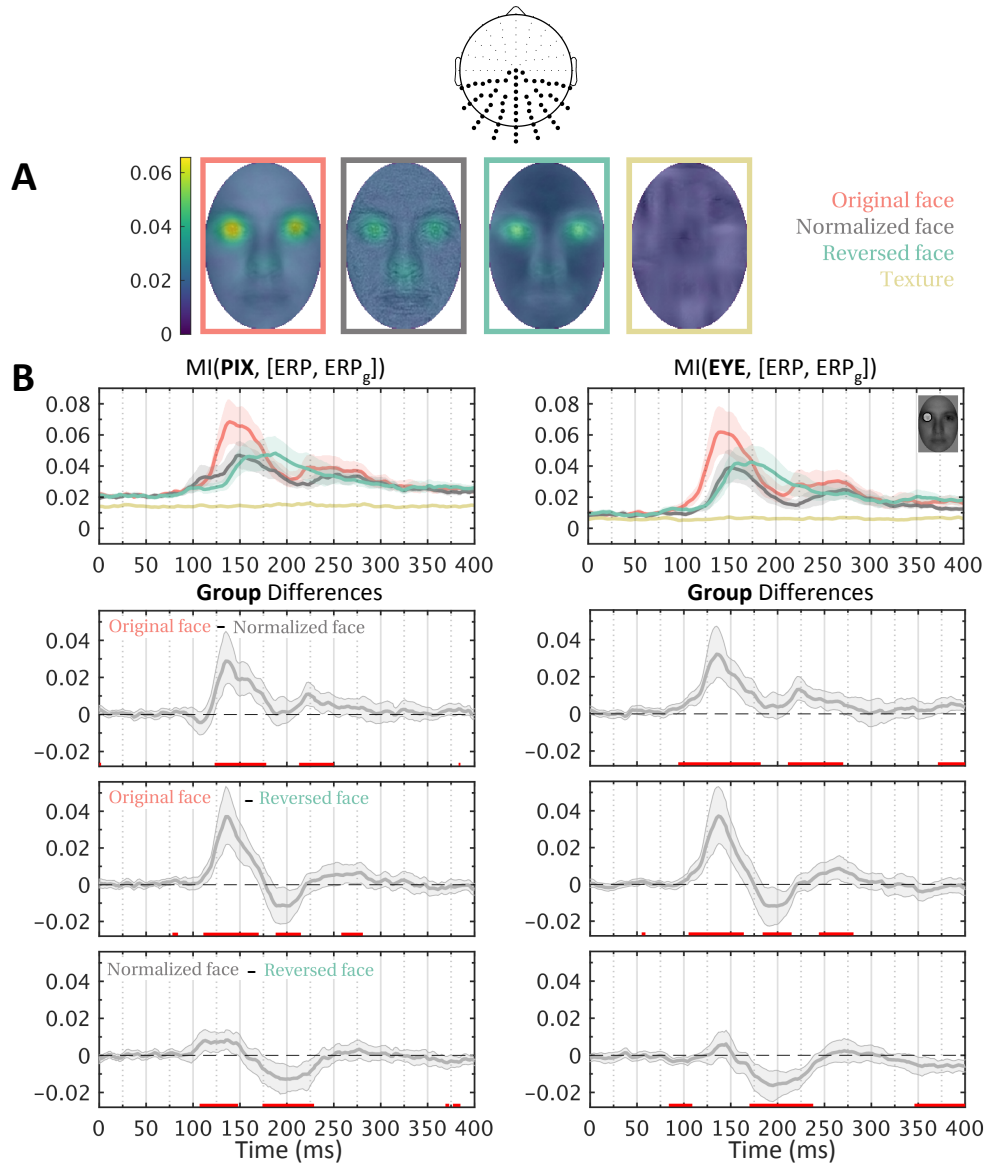 A
0.06
0.04
0.02
0
Original face
Normalized face
Reversed face
Texture
B
MI(PIX, [ERP, ERPg])
0.08
0.06
0.04
0.02
0
0 50 100 150 200 250 300 350 400
MI(EYE, [ERP, ERPg])
0.08
0.06
0.04
0.02
0
0 50 100 150 200 250 300 350 400
Group Differences
Original face – Normalized face
0.04
0.02
0
−0.02
Group Differences
0.04
0.02
0
−0.02
Original face – Reversed face
0.04
0.02
0
−0.02
0.04
0.02
0
−0.02
Normalized face – Reversed face
0.04
0.02
0
−0.02
0 50 100 150 200 250 300 350 400
Time (ms)
0.04
0.02
0
−0.02
0 50 100 150 200 250 300 350 400
Time (ms)